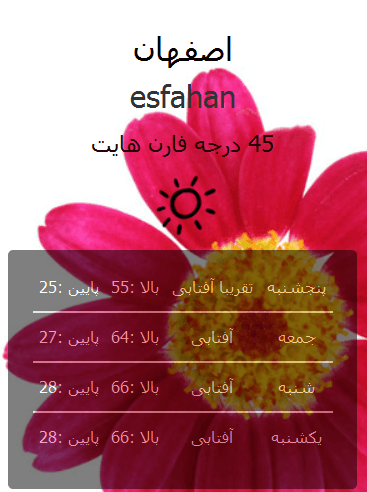 اصفهان
esfahan
45 درجه فارن هایت
پنجشنبه تقریبا آفتابی بالا :55 پایین :25
جمعه آفتابی بالا :64 پایین :27
شنبه آفتابی بالا :66 پایین :28
یکشنبه آفتابی بالا :66 پایین :28